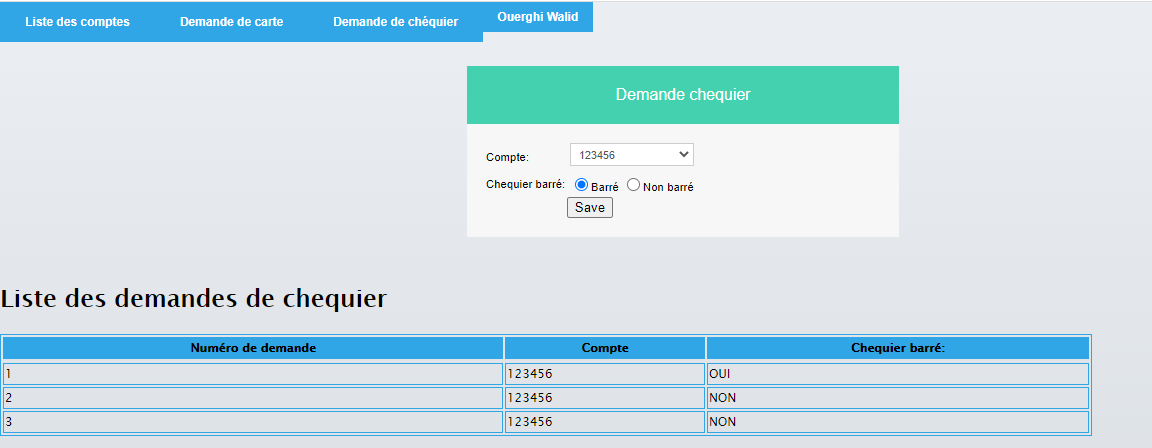 Liste des comptes Demande de carte Demande de chéquier Ouerghi Walid
Demande chequier
Compte: 123456
Chequier barré: Barré Non barré
Save
Liste des demandes de chequier
Numéro de demande Compte Chequier barré:
1 123456 OUI
2 123456 NON
3 123456 NON